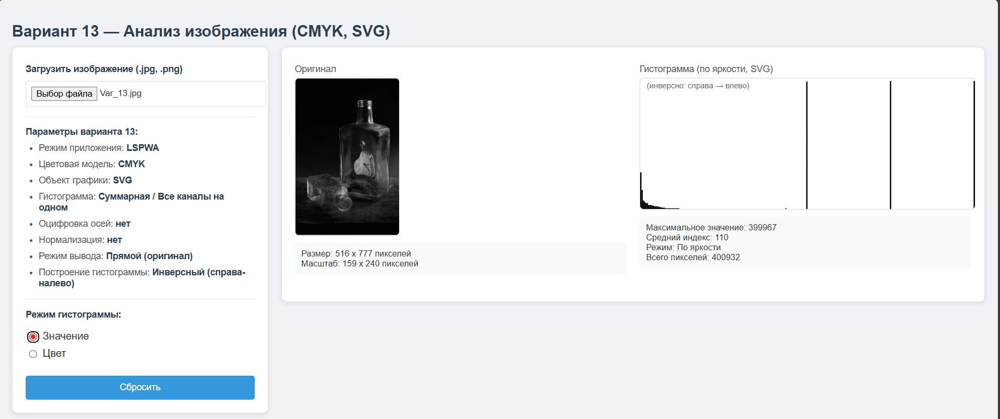 Вариант 13 — Анализ изображения (CMYK, SVG)
Загрузить изображение (.jpg, .png)
Выбор файла Var_13.jpg
Параметры варианта 13:
Режим приложения: LSPWA
Цветовая модель: CMYK
Объект графики: SVG
Гистограмма: Суммарная / Все каналы на
одном
Оцифровка осей: нет
Нормализация: нет
Режим вывода: Прямой (оригинал)
Построение гистограммы: Инверсный (справа-
налево)
Режим гистограммы:
Значение
Цвет
Сбросить
Оригинал
Размер: 516 x 777 пикселей
Масштаб: 159 x 240 пикселей
Гистограмма (по яркости, SVG)
(инверсно: справа → влево)
Максимальное значение: 399967
Средний индекс: 110
Режим: По яркости
Всего пикселей: 400932